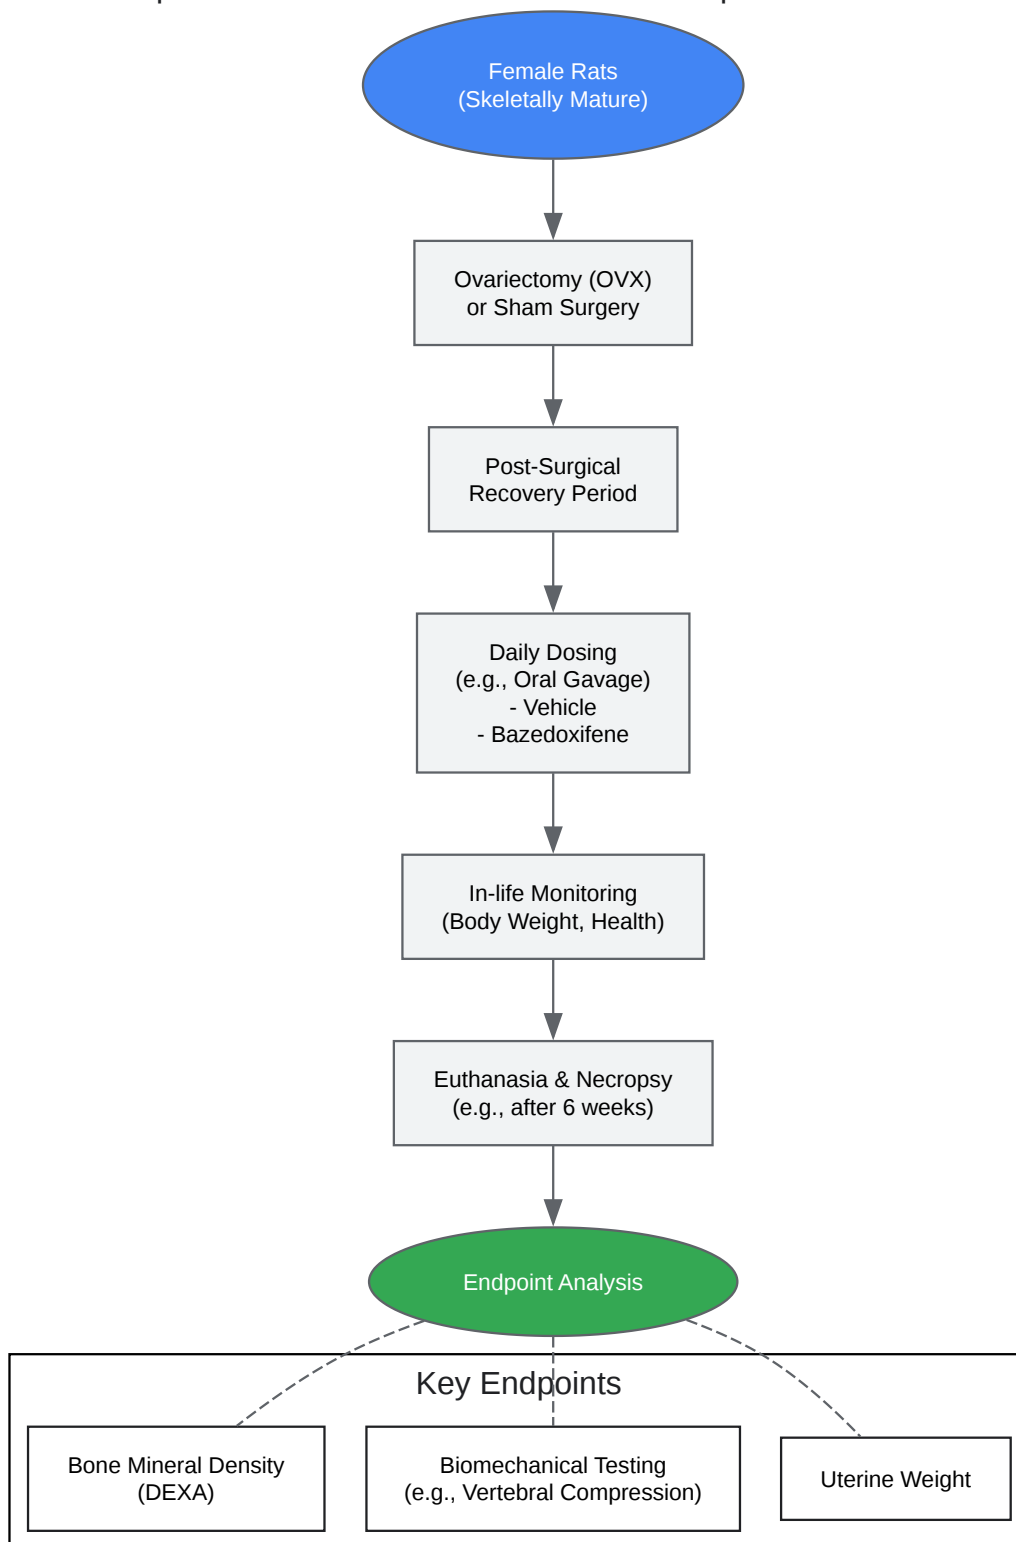 Female Rats
(Skeletally Mature)
Ovariectomy (OVX)
or Sham Surgery
Post-Surgical
Recovery Period
Daily Dosing
(e.g., Oral Gavage)
- Vehicle
- Bazedoxifene
In-life Monitoring
(Body Weight, Health)
Euthanasia & Necropsy
(e.g., after 6 weeks)
Endpoint Analysis
Key Endpoints
Bone Mineral Density
(DEXA)
Biomechanical Testing
(e.g., Vertebral Compression)
Uterine Weight